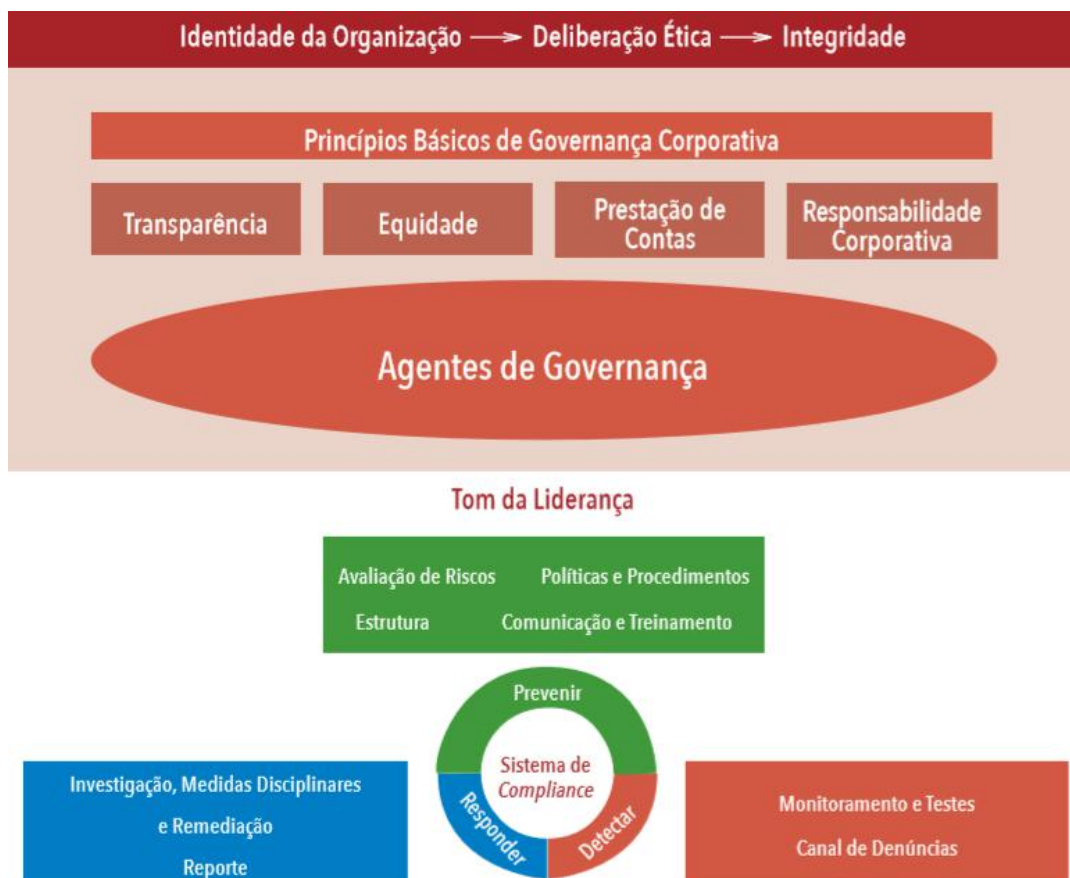 Identidade da Organização → Deliberação Ética → Integridade
Princípios Básicos de Governança Corporativa
Transparência
Equidade
Prestação de
Contas
Responsabilidade
Corporativa
Agentes de Governança
Tom da Liderança
Avaliação de Riscos
Políticas e Procedimentos
Estrutura
Comunicação e Treinamento
Prevenir
Sistema de
Compliance
Responder
Detectar
Investigação, Medidas Disciplinares
e Remediação
Reporte
Monitoramento e Testes
Canal de Denúncias